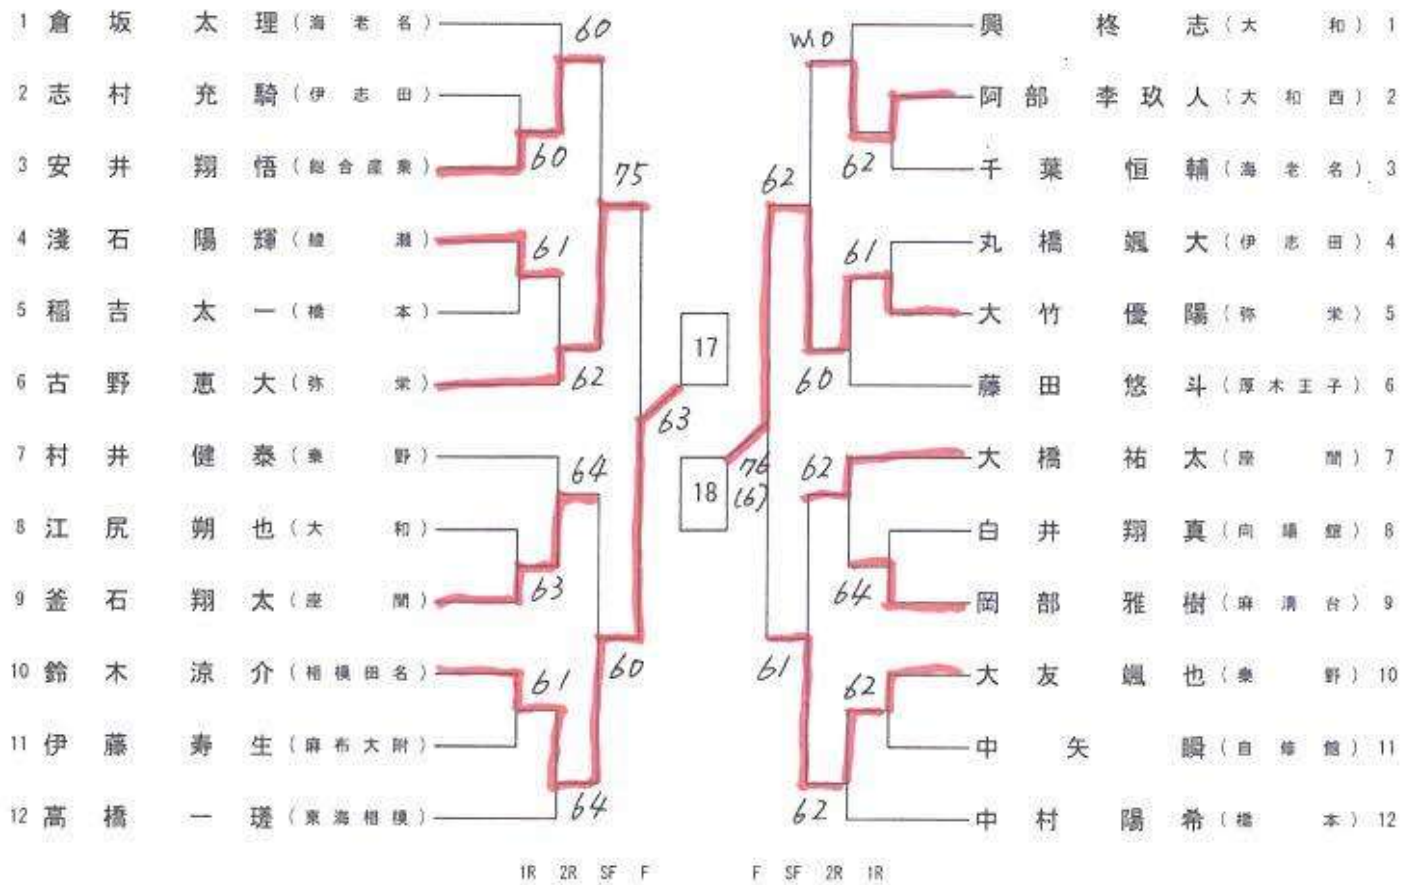 1 倉坂 太理 (海老名) 60 W.O 興 柊志 (大和) 1
2 志村 充騎 (伊志田) 阿部 李玖人 (大和西) 2
3 安井 翔悟 (総合産業) 60 75 62 62 千葉 恒輔 (海老名) 3
4 淺石 陽輝 (綾瀬) 61 61 丸橋 颯大 (伊志田) 4
5 稲吉 太一 (橋本) 17 大竹 優陽 (弥栄) 5
6 古野 恵大 (弥栄) 62 63 60 藤田 悠斗 (厚木王子) 6
7 村井 健泰 (秦野) 64 18 76 (6) 62 大橋 祐太 (座間) 7
8 江尻 朔也 (大和) 白井 翔真 (向陽館) 8
9 釜石 翔太 (座間) 63 64 岡部 雅樹 (麻溝台) 9
10 鈴木 涼介 (相模田名) 61 60 61 62 大友 颯也 (秦野) 10
11 伊藤 寿生 (麻布大附) 中矢 瞬 (自修館) 11
12 高橋 一瑳 (東海相模) 64 62 中村 陽希 (橋本) 12
1R 2R SF F F SF 2R 1R